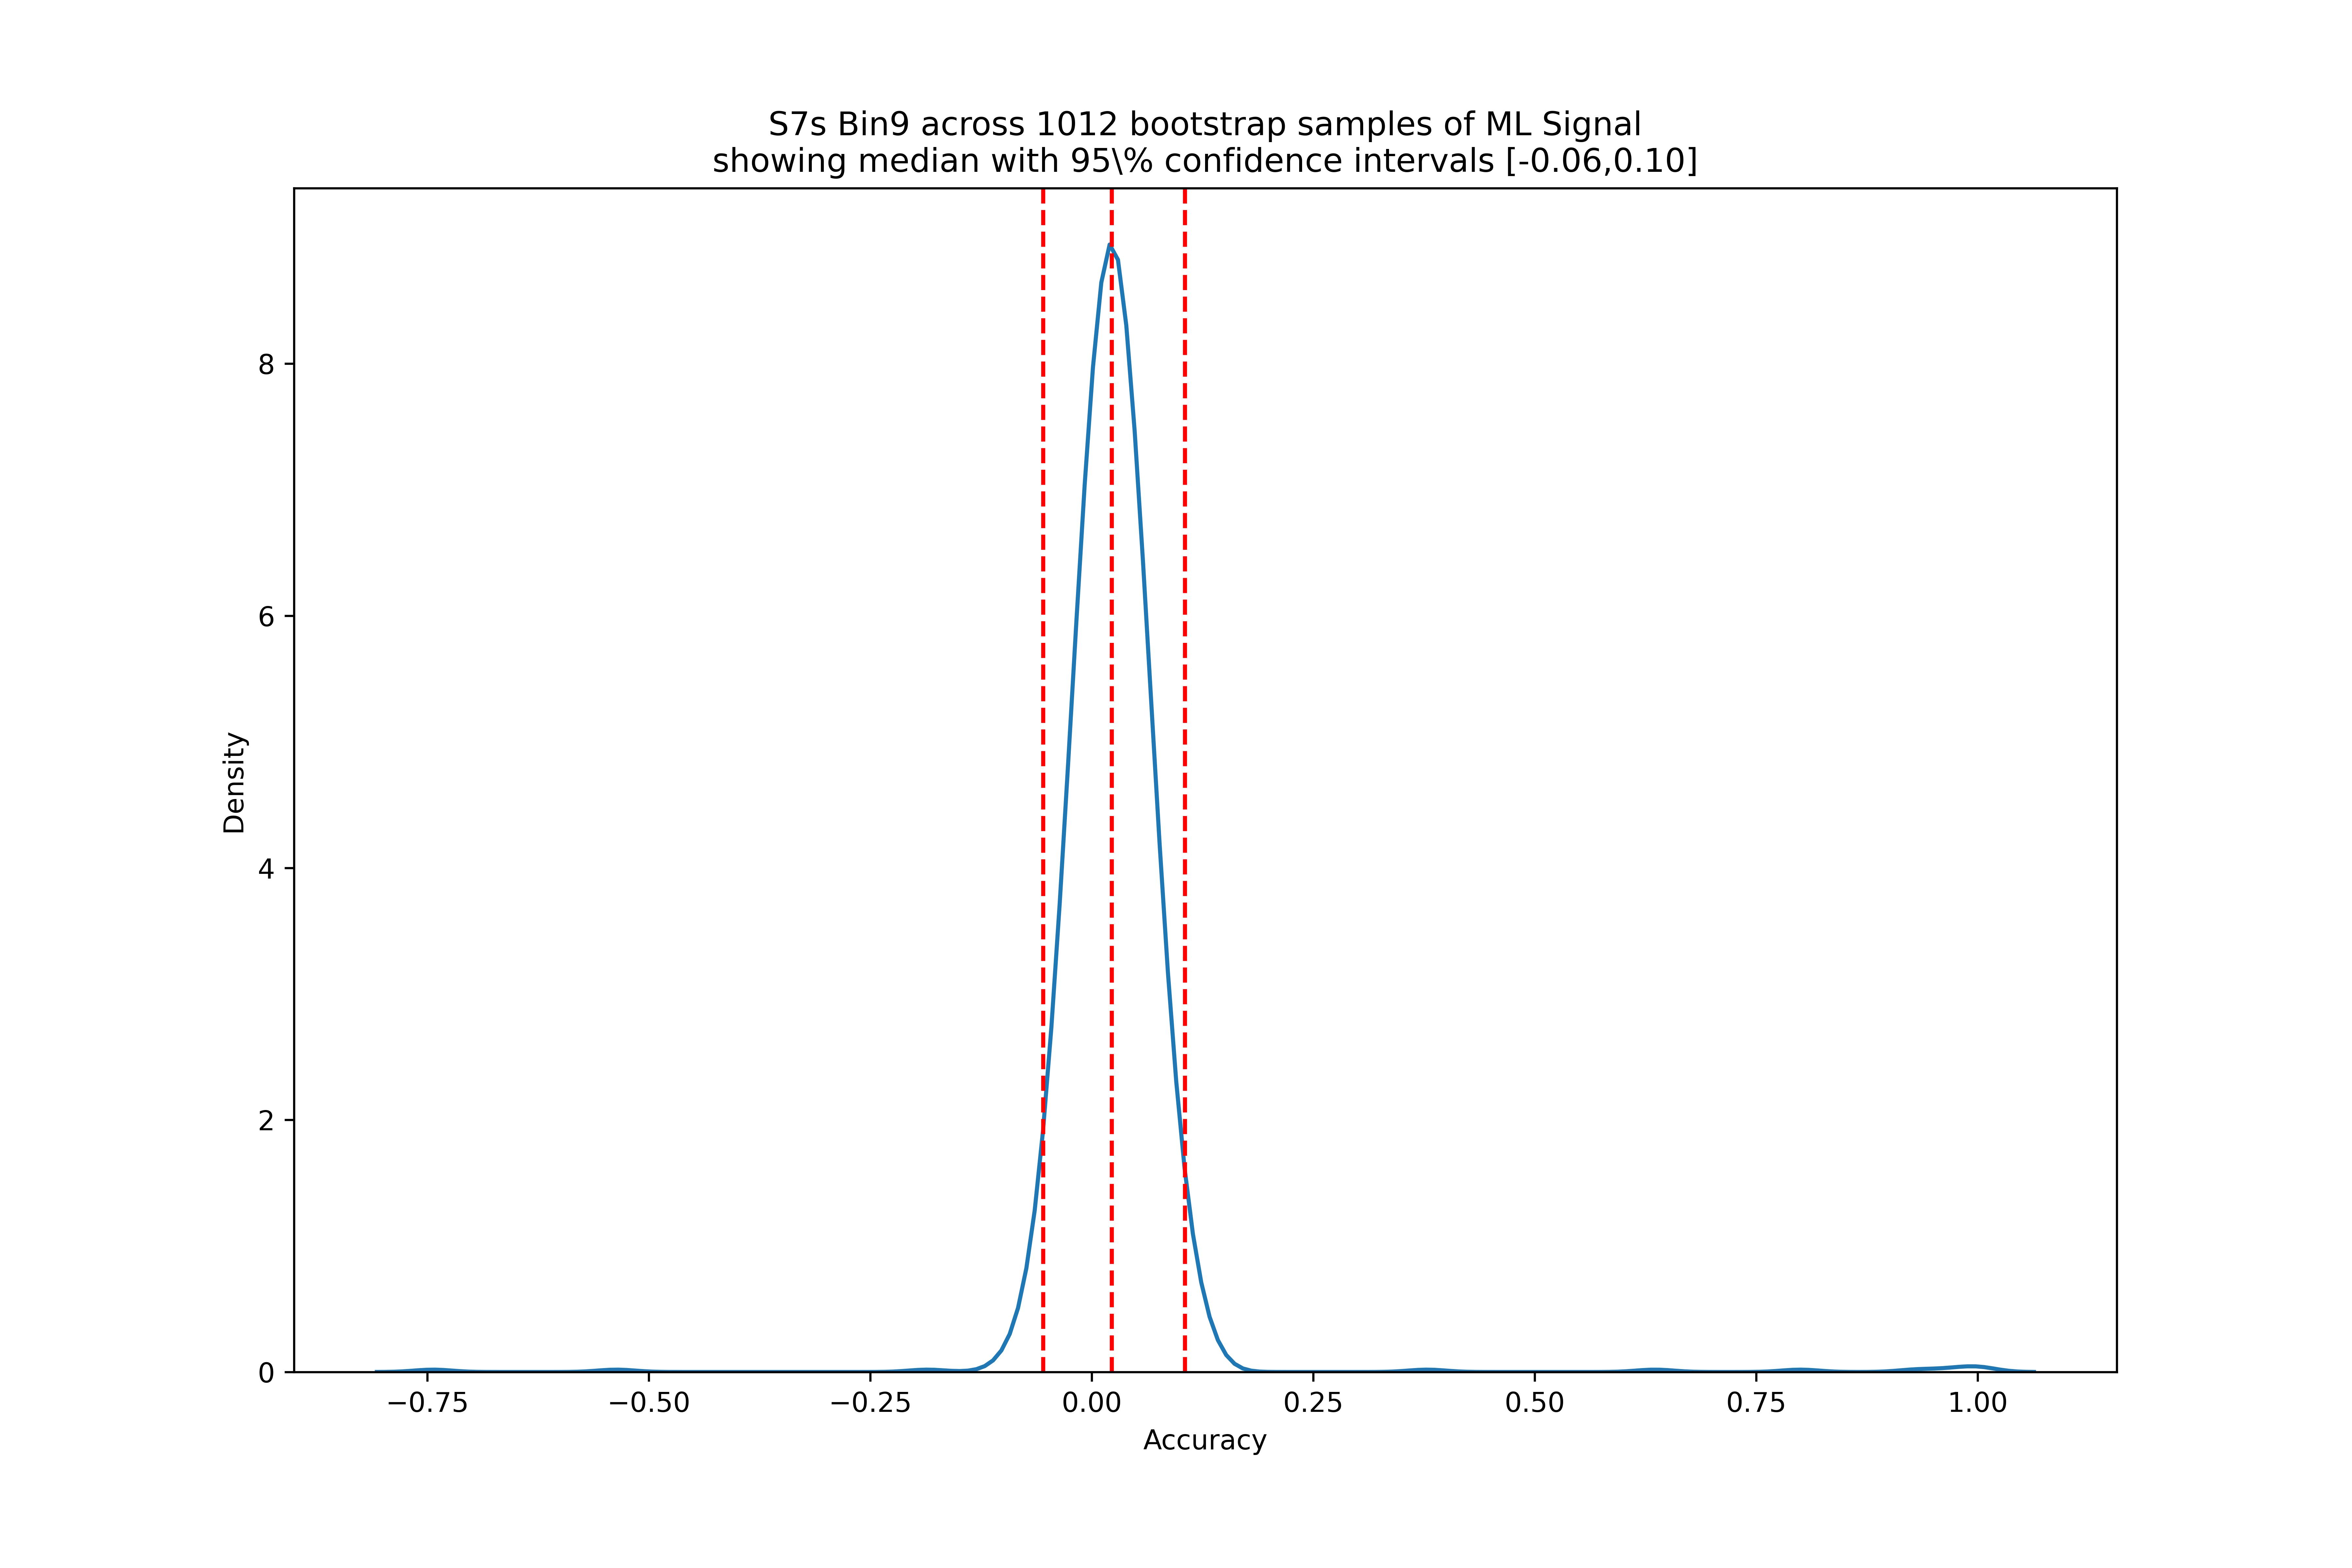 S7s Bin9 across 1012 bootstrap samples of ML Signal
showing median with 95\% confidence intervals [-0.06,0.10]
Density
8
6
4
2
0
−0.75 −0.50 −0.25 0.00 0.25 0.50 0.75 1.00
Accuracy